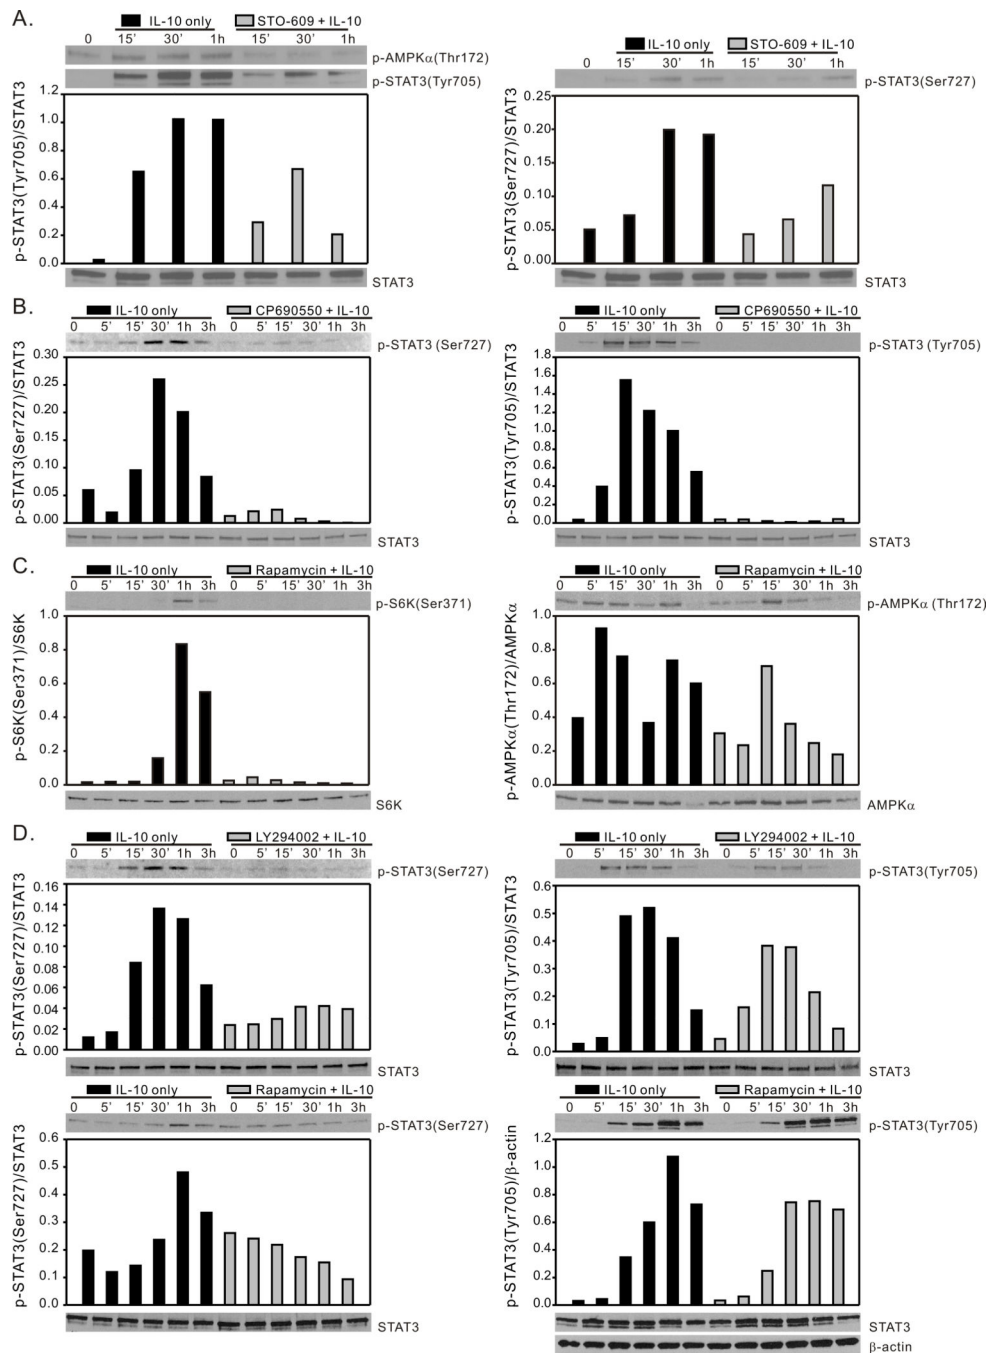 A.
IL-10 only STO-609 + IL-10
0 15' 30' 1h 15' 30' 1h
p-AMPKα(Thr172)
p-STAT3(Tyr705)
p-STAT3(Tyr705)/STAT3
1.2
1.0
0.8
0.6
0.4
0.2
0.0
STAT3
IL-10 only STO-609 + IL-10
0 15' 30' 1h 15' 30' 1h
p-STAT3(Ser727)
p-STAT3(Ser727)/STAT3
0.25
0.20
0.15
0.10
0.05
0.00
STAT3
B.
IL-10 only CP690550 + IL-10
0 5' 15' 30' 1h 3h 0 5' 15' 30' 1h 3h
p-STAT3 (Ser727)
p-STAT3(Ser727)/STAT3
0.30
0.25
0.20
0.15
0.10
0.05
0.00
STAT3
IL-10 only CP690550 + IL-10
0 5' 15' 30' 1h 3h 0 5' 15' 30' 1h 3h
p-STAT3 (Tyr705)
p-STAT3(Tyr705)/STAT3
1.8
1.6
1.4
1.2
1.0
0.8
0.6
0.4
0.2
0.0
STAT3
C.
IL-10 only Rapamycin + IL-10
0 5' 15' 30' 1h 3h 0 5' 15' 30' 1h 3h
p-S6K(Ser371)
p-S6K(Ser371)/S6K
1.0
0.8
0.6
0.4
0.2
0.0
S6K
IL-10 only Rapamycin + IL-10
0 5' 15' 30' 1h 3h 0 5' 15' 30' 1h 3h
p-AMPKα (Thr172)
p-AMPKα(Thr172)/AMPKα
1.0
0.8
0.6
0.4
0.2
0.0
AMPKα
D.
IL-10 only LY294002 + IL-10
0 5' 15' 30' 1h 3h 0 5' 15' 30' 1h 3h
p-STAT3(Ser727)
p-STAT3(Ser727)/STAT3
0.16
0.14
0.12
0.10
0.08
0.06
0.04
0.02
0.00
STAT3
IL-10 only LY294002 + IL-10
0 5' 15' 30' 1h 3h 0 5' 15' 30' 1h 3h
p-STAT3(Tyr705)
p-STAT3(Tyr705)/STAT3
0.6
0.5
0.4
0.3
0.2
0.1
0.0
STAT3
IL-10 only Rapamycin + IL-10
0 5' 15' 30' 1h 3h 0 5' 15' 30' 1h 3h
p-STAT3(Ser727)
p-STAT3(Ser727)/STAT3
0.6
0.5
0.4
0.3
0.2
0.1
0.0
STAT3
IL-10 only Rapamycin + IL-10
0 5' 15' 30' 1h 3h 0 5' 15' 30' 1h 3h
p-STAT3(Tyr705)
p-STAT3(Tyr705)/β-actin
1.2
1.0
0.8
0.6
0.4
0.2
0.0
STAT3
β-actin